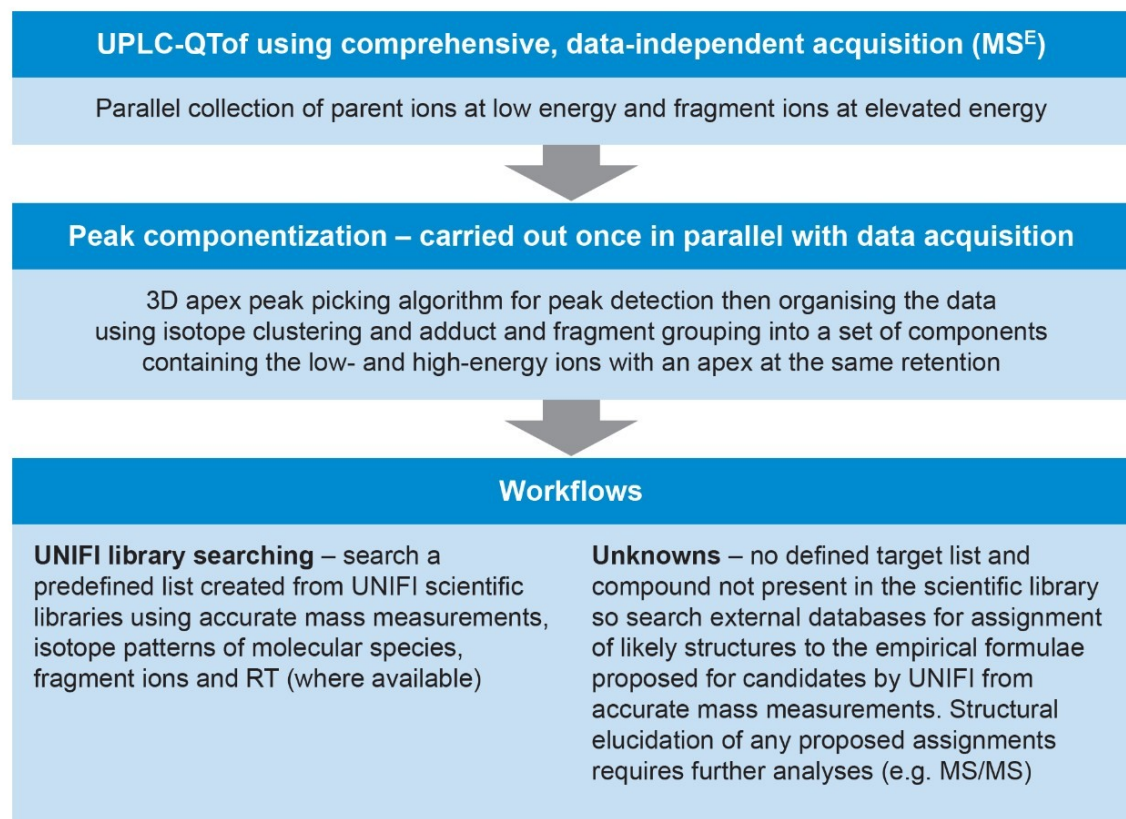 UPLC-QTof using comprehensive, data-independent acquisition (MSᴱ)
Parallel collection of parent ions at low energy and fragment ions at elevated energy
Peak componentization – carried out once in parallel with data acquisition
3D apex peak picking algorithm for peak detection then organising the data
using isotope clustering and adduct and fragment grouping into a set of components
containing the low- and high-energy ions with an apex at the same retention
Workflows
UNIFI library searching – search a
predefined list created from UNIFI scientific
libraries using accurate mass measurements,
isotope patterns of molecular species,
fragment ions and RT (where available)
Unknowns – no defined target list and
compound not present in the scientific library
so search external databases for assignment
of likely structures to the empirical formulae
proposed for candidates by UNIFI from
accurate mass measurements. Structural
elucidation of any proposed assignments
requires further analyses (e.g. MS/MS)